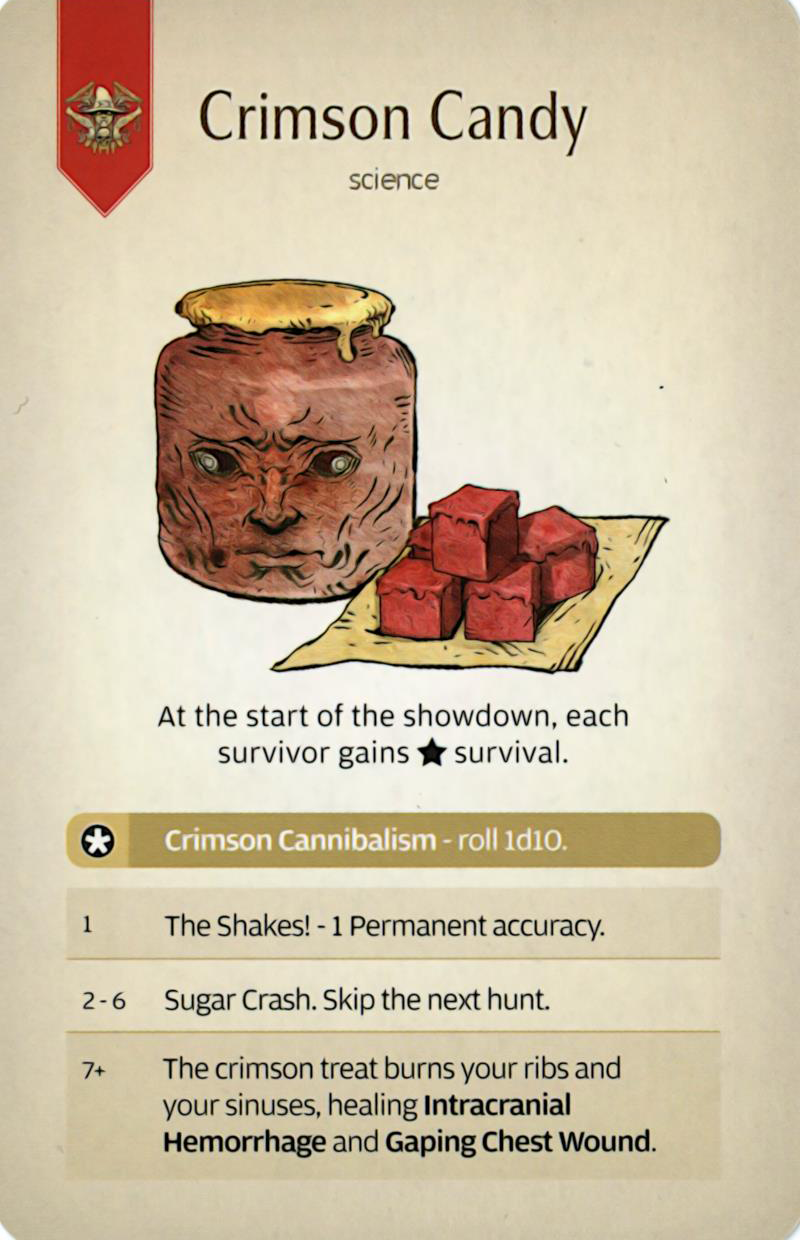 Crimson Candy
science
At the start of the showdown, each
survivor gains ★ survival.
Crimson Cannibalism - roll 1d10.
1 The Shakes! - 1 Permanent accuracy.
2 - 6 Sugar Crash. Skip the next hunt.
7+ The crimson treat burns your ribs and
your sinuses, healing Intracranial
Hemorrhage and Gaping Chest Wound.